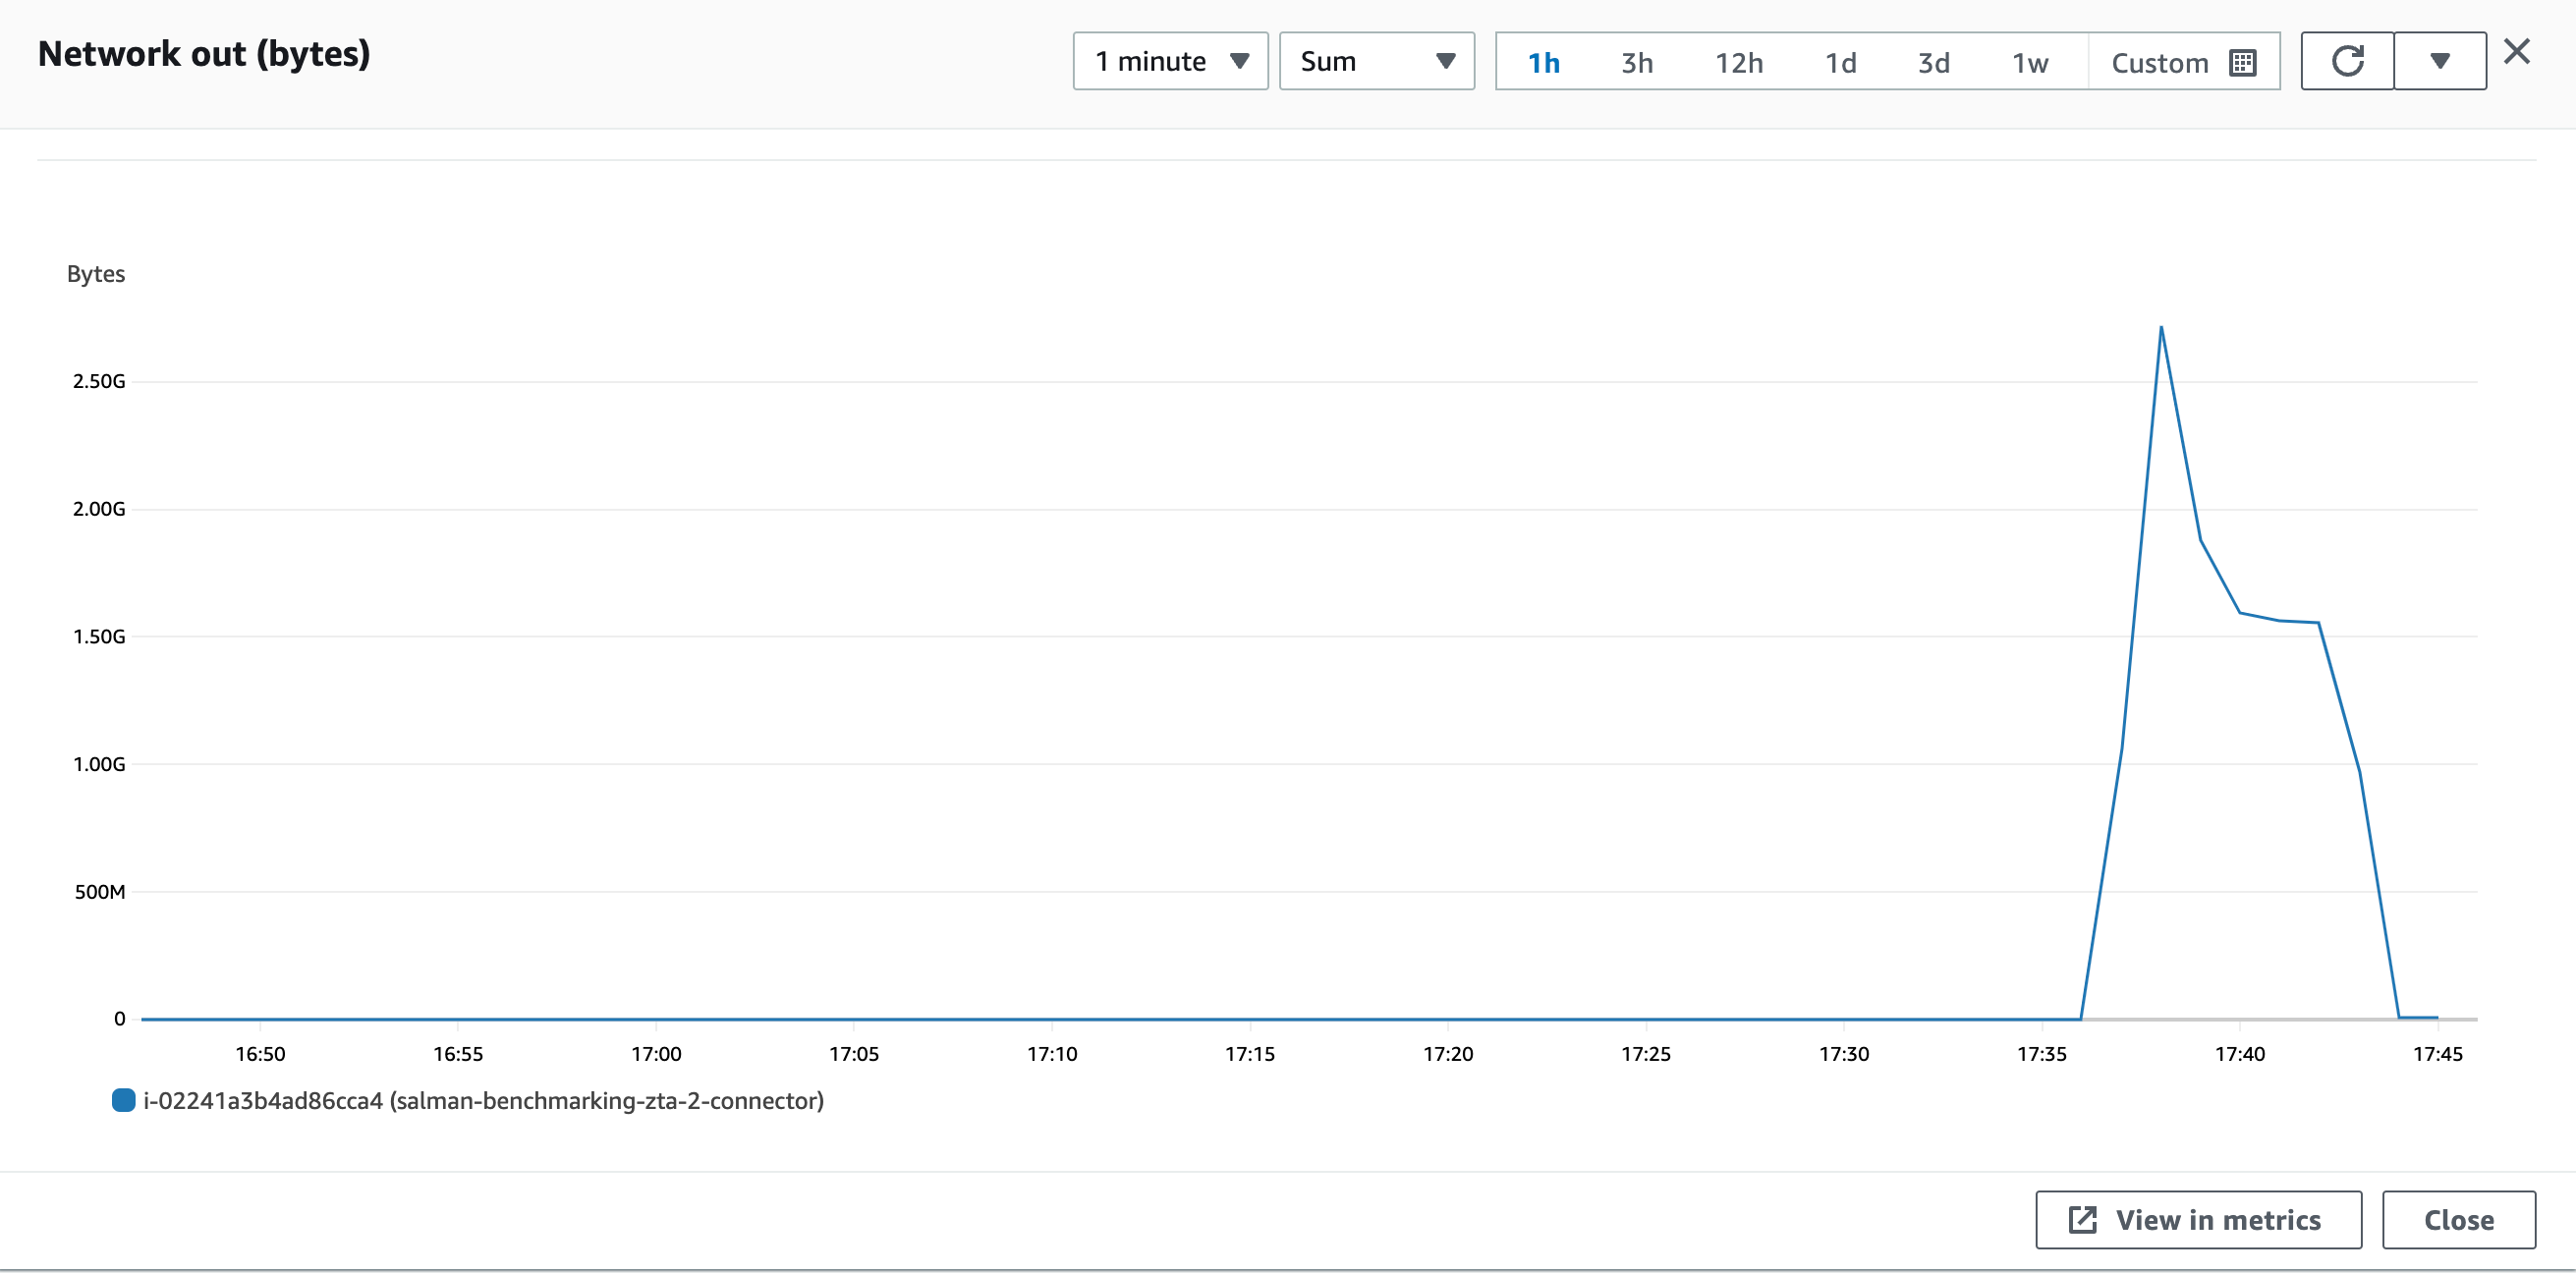 Network out (bytes)
1 minute
Sum
1h 3h 12h 1d 3d 1w Custom
Bytes
2.50G
2.00G
1.50G
1.00G
500M
0
16:50 16:55 17:00 17:05 17:10 17:15 17:20 17:25 17:30 17:35 17:40 17:45
i-02241a3b4ad86cca4 (salman-benchmarking-zta-2-connector)
View in metrics
Close